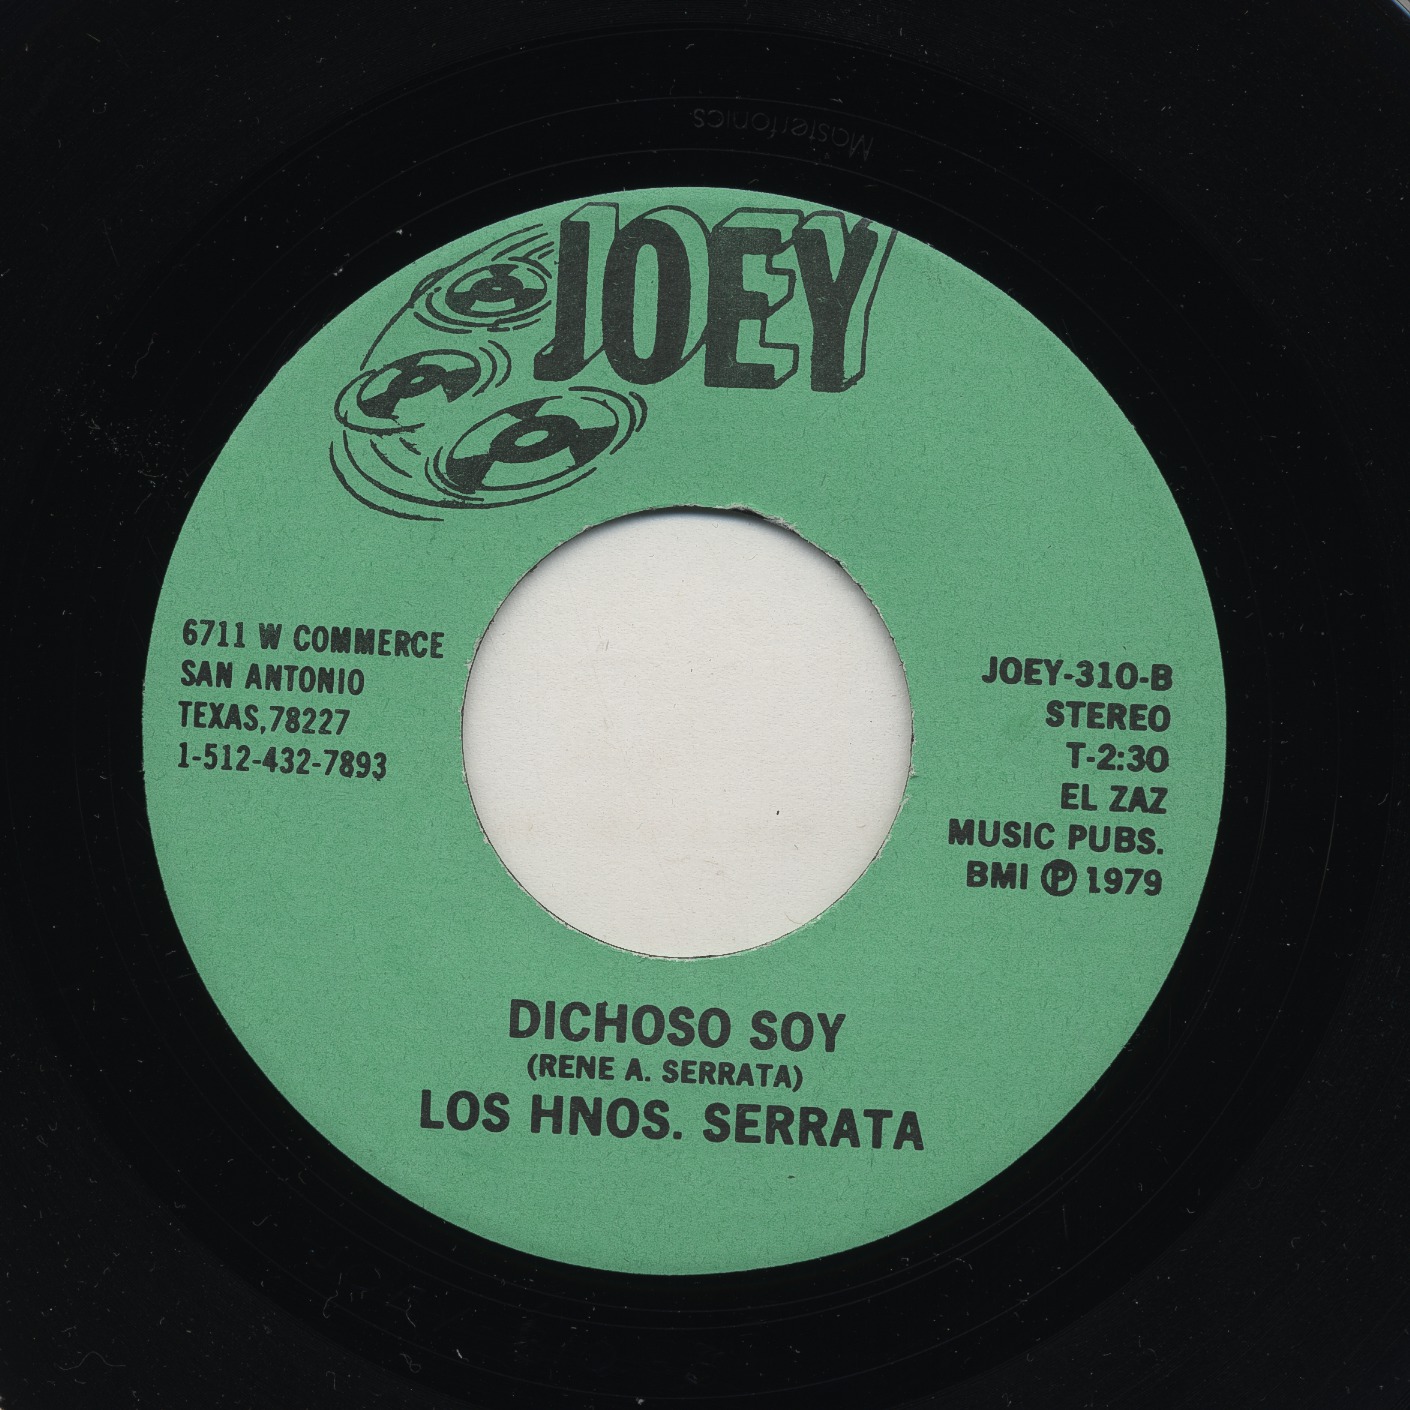 Masterfonics
JOEY
6711 W COMMERCE
SAN ANTONIO
TEXAS,78227
1-512-432-7893
JOEY-310-B
STEREO
T-2:30
EL ZAZ
MUSIC PUBS.
BMI Ⓟ 1979
DICHOSO SOY
(RENE A. SERRATA)
LOS HNOS. SERRATA